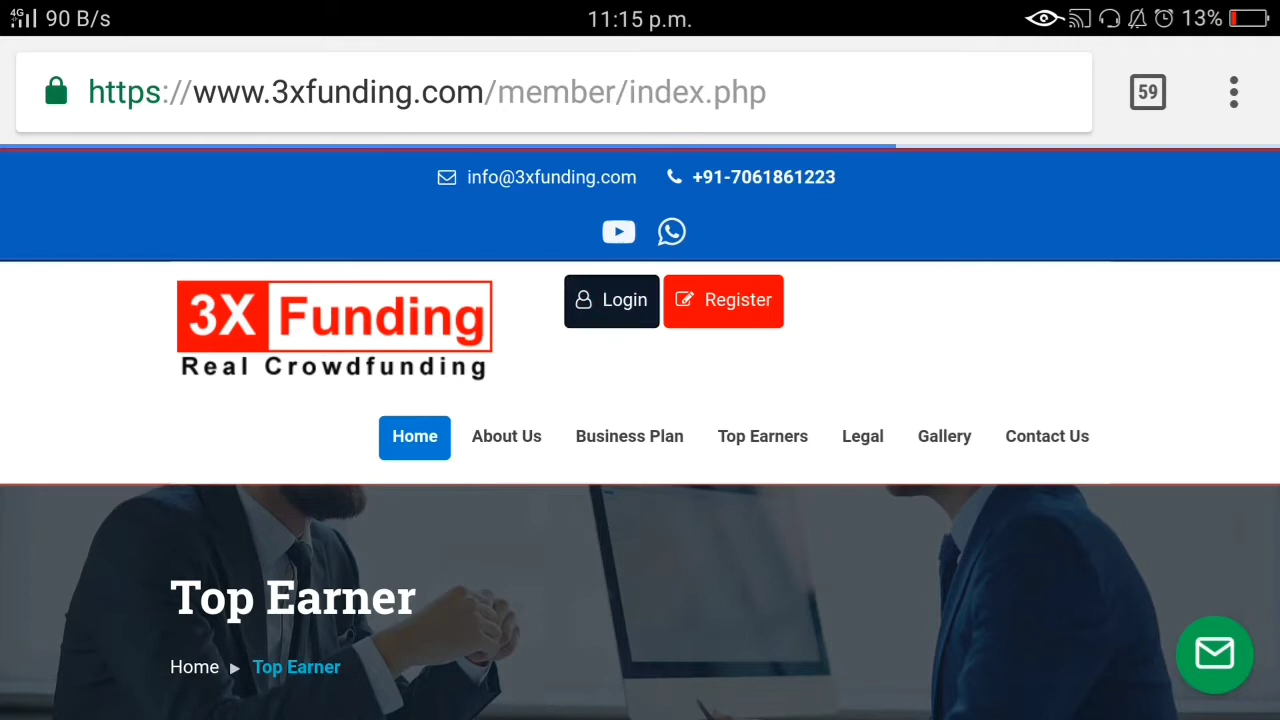 4G 90 B/s 11:15 p.m. 13%
https://www.3xfunding.com/member/index.php 59
info@3xfunding.com +91-7061861223
3X Funding
Real Crowdfunding
Login Register
Home About Us Business Plan Top Earners Legal Gallery Contact Us
Top Earner
Home ▶ Top Earner